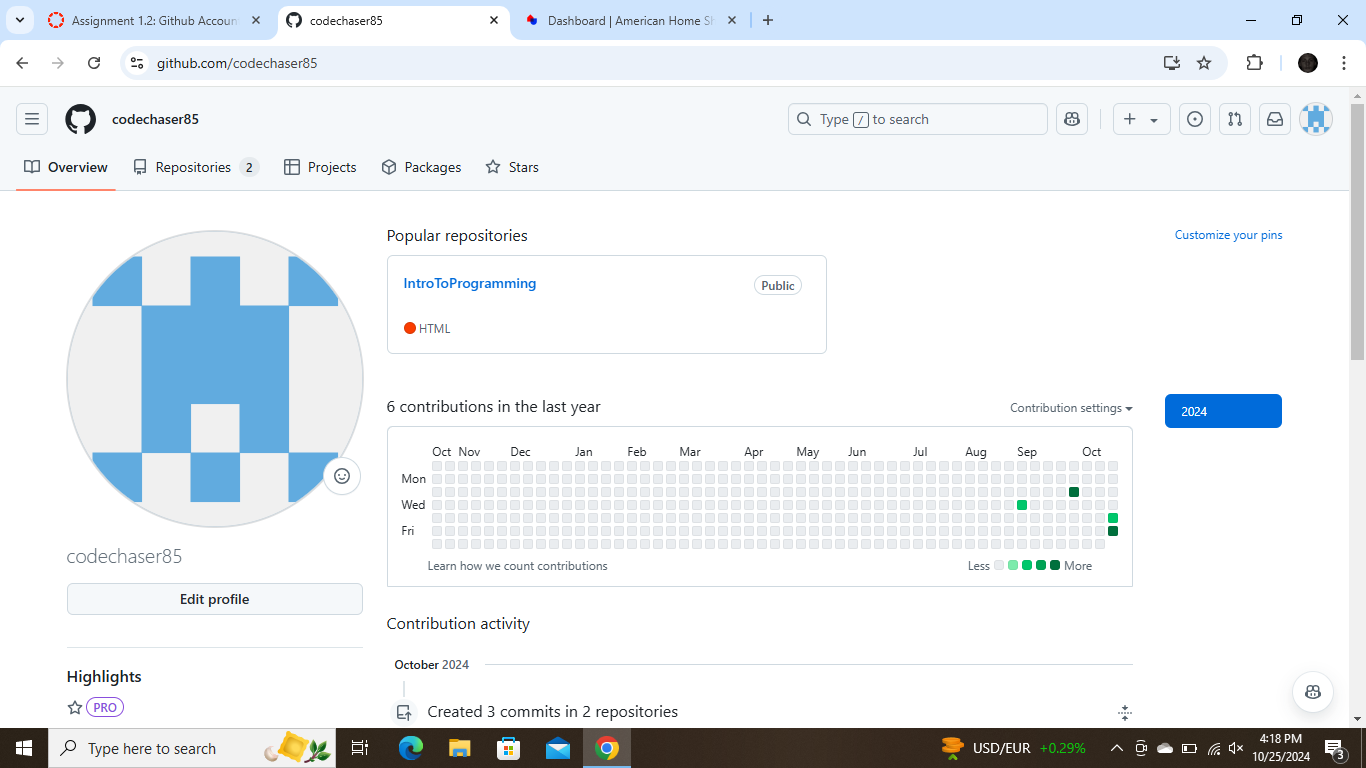 Assignment 1.2: Github Accoun
codechaser85
Dashboard | American Home Sh
github.com/codechaser85
codechaser85
Type / to search
Overview
Repositories 2
Projects
Packages
Stars
Popular repositories
Customize your pins
IntroToProgramming
Public
HTML
6 contributions in the last year
Contribution settings
2024
Oct Nov Dec Jan Feb Mar Apr May Jun Jul Aug Sep Oct
Mon
Wed
Fri
Learn how we count contributions
Less More
codechaser85
Edit profile
Contribution activity
October 2024
Highlights
PRO
Created 3 commits in 2 repositories
Type here to search
USD/EUR +0.29%
4:18 PM
10/25/2024
3